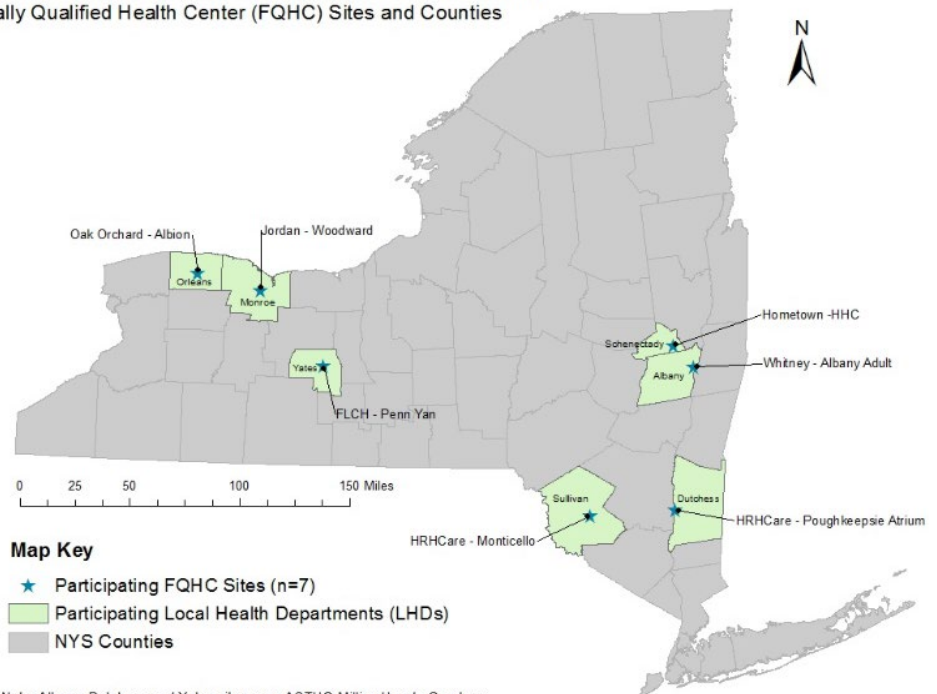 ally Qualified Health Center (FQHC) Sites and Counties
N
Oak Orchard - Albion
Jordan - Woodward
Orleans
Monroe
Hometown -HHC
Schenectady
Whitney - Albany Adult
Yates
Albany
FLCH - Penn Yan
0 25 50 100 150 Miles
Sullivan
Dutchess
HRHCare - Poughkeepsie Atrium
HRHCare - Monticello
Map Key
Participating FQHC Sites (n=7)
Participating Local Health Departments (LHDs)
NYS Counties